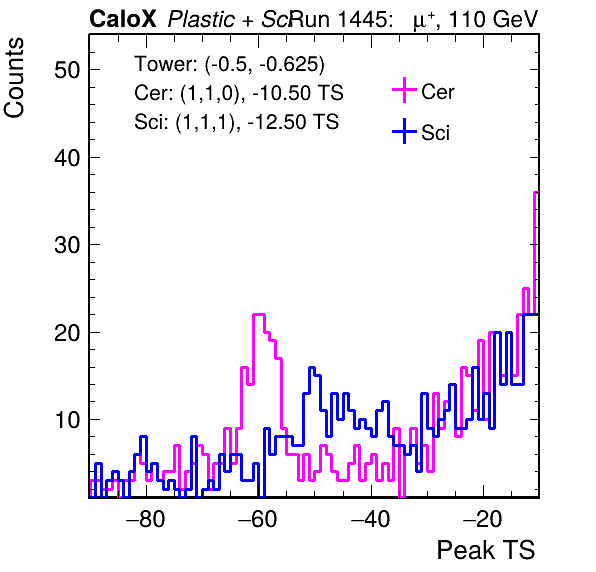 CaloX Plastic + Sci Run 1445: μ⁺, 110 GeV
Counts
Tower: (-0.5, -0.625)
Cer: (1,1,0), -10.50 TS
Sci: (1,1,1), -12.50 TS
Cer
Sci
50
40
30
20
10
−80 −60 −40 −20
Peak TS